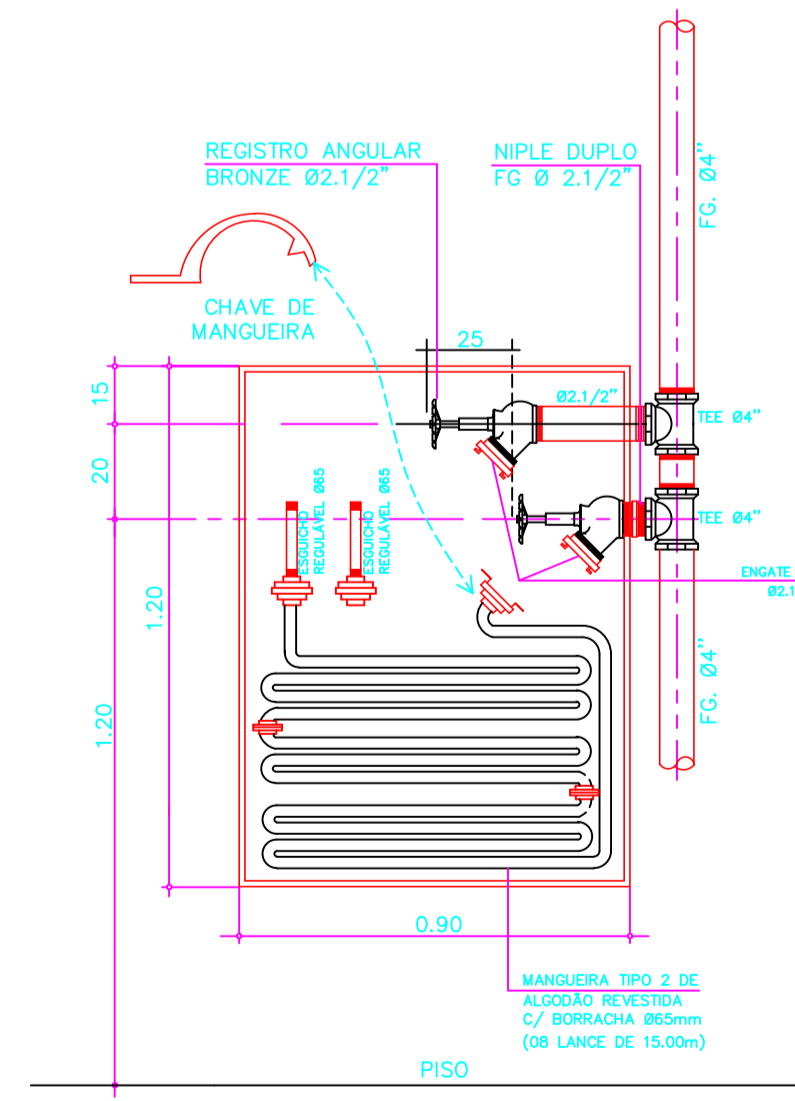 REGISTRO ANGULAR
BRONZE Ø2.1/2”
NIPLE DUPLO
FG Ø 2.1/2”
FG. Ø4”
CHAVE DE
MANGUEIRA
25
15
Ø2.1/2”
TEE Ø4”
20
ESGUICHO
REGULÁVEL Ø65
ESGUICHO
REGULÁVEL Ø65
TEE Ø4”
ENGATE
Ø2.1
1.20
FG. Ø4”
1.20
0.90
MANGUEIRA TIPO 2 DE
ALGODÃO REVESTIDA
C/ BORRACHA Ø65mm
(08 LANCE DE 15.00m)
PISO